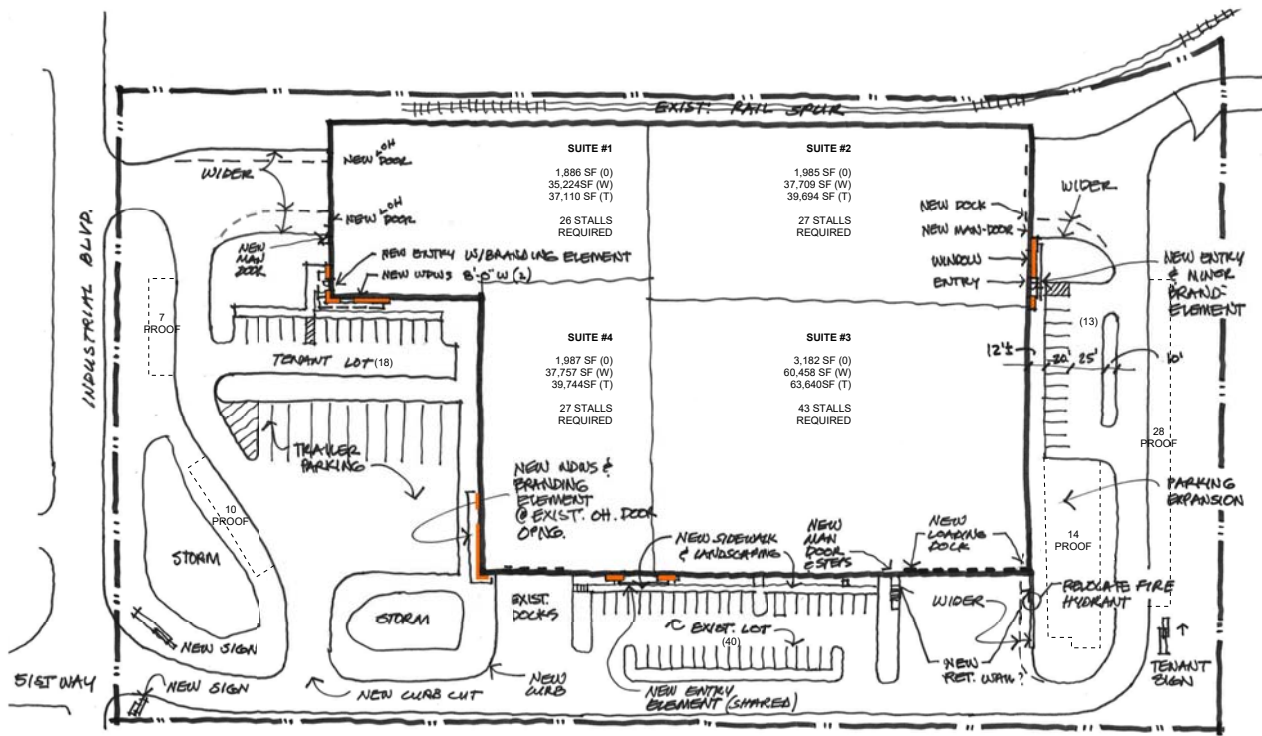 EXIST. RAIL SPUR
NEW OH
DOOR
WIDER
NEW OH
DOOR
NEW
MAN
DOOR
NEW ENTRY W/BRANDING ELEMENT
NEW WDWS 8'-0" W (2)
INDUSTRIAL BLVD.
7
PROOF
TENANT LOT (18)
TRAILER
PARKING
10
PROOF
STORM
STORM
NEW SIGN
NEW SIGN
51ST WAY
NEW CURB CUT
NEW
CURB
SUITE #1
1,886 SF (0)
35,224SF (W)
37,110 SF (T)
26 STALLS
REQUIRED
SUITE #2
1,985 SF (0)
37,709 SF (W)
39,694 SF (T)
27 STALLS
REQUIRED
SUITE #4
1,987 SF (0)
37,757 SF (W)
39,744SF (T)
27 STALLS
REQUIRED
SUITE #3
3,182 SF (0)
60,458 SF (W)
63,640SF (T)
43 STALLS
REQUIRED
NEW WDWS &
BRANDING
ELEMENT
@ EXIST. OH. DOOR
OPNG.
NEW SIDEWALK
& LANDSCAPING
NEW
MAN
DOOR
& STEPS
NEW
LOADING
DOCK
EXIST.
DOCKS
EXIST. LOT
(40)
NEW ENTRY
ELEMENT (SHARED)
WIDER
NEW
RET. WALL
NEW DOCK
NEW MAN-DOOR
WINDOW
ENTRY
WIDER
NEW ENTRY
& MINOR
BRAND-
ELEMENT
(13)
12'±
20'
25'
10'
28
PROOF
PARKING
EXPANSION
14
PROOF
RELOCATE FIRE
HYDRANT
TENANT
SIGN